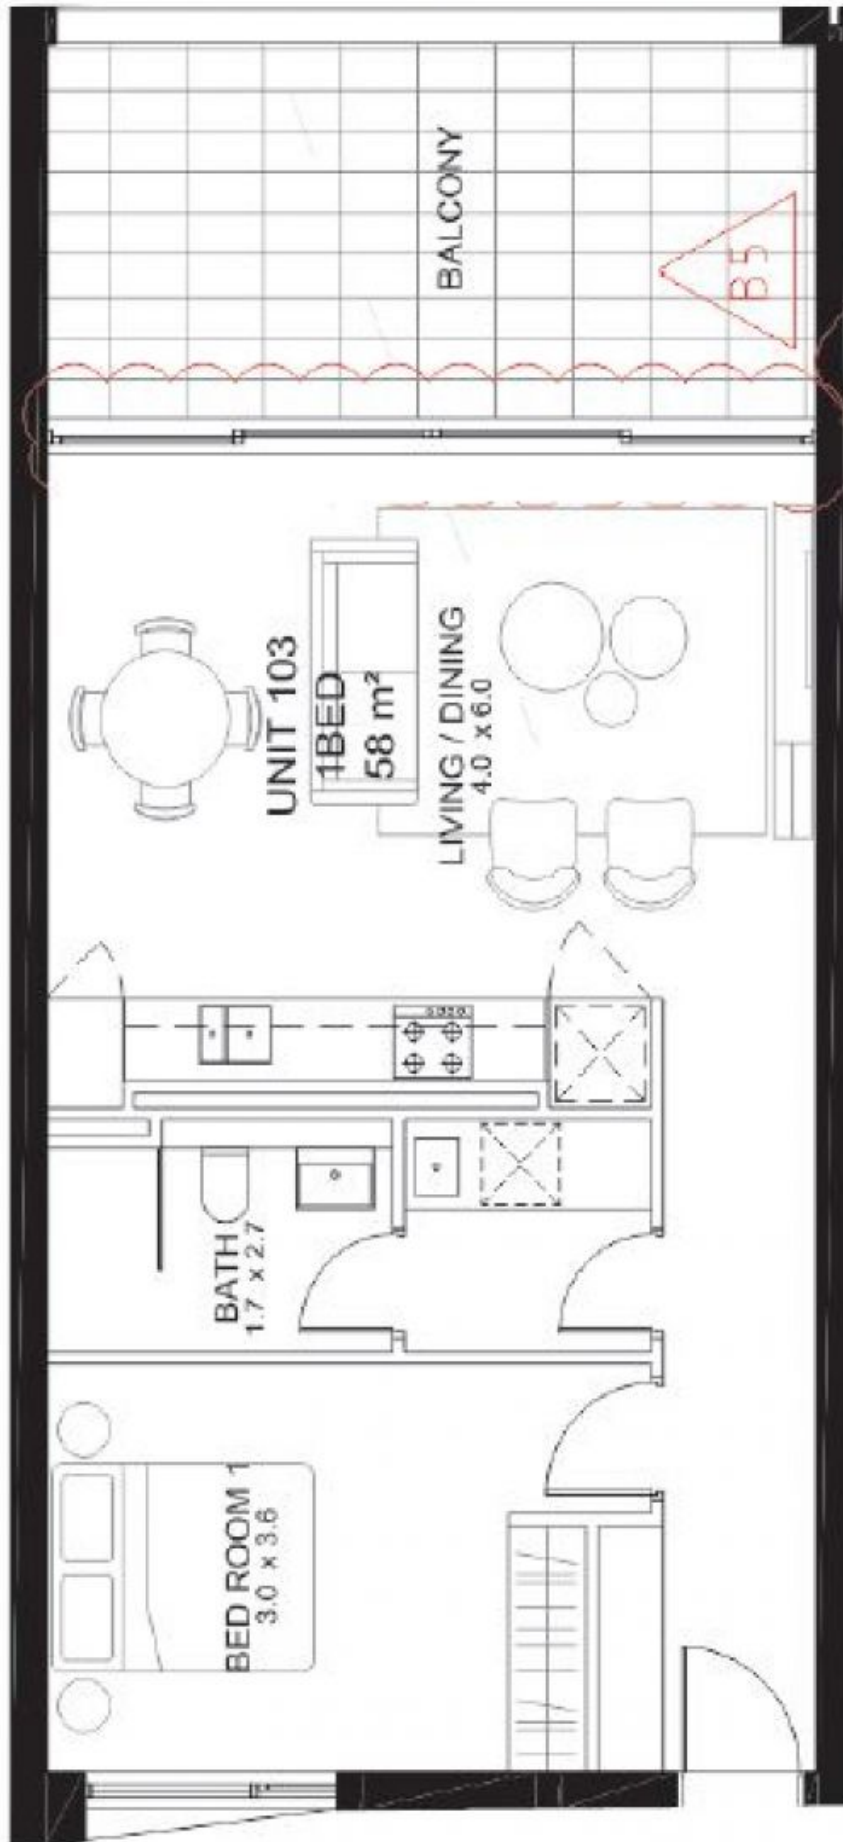 BALCONY
B5
UNIT 103
1BED
58 m²
LIVING / DINING
4.0 x 6.0
BATH
1.7 x 2.7
BED ROOM 1
3.0 x 3.6